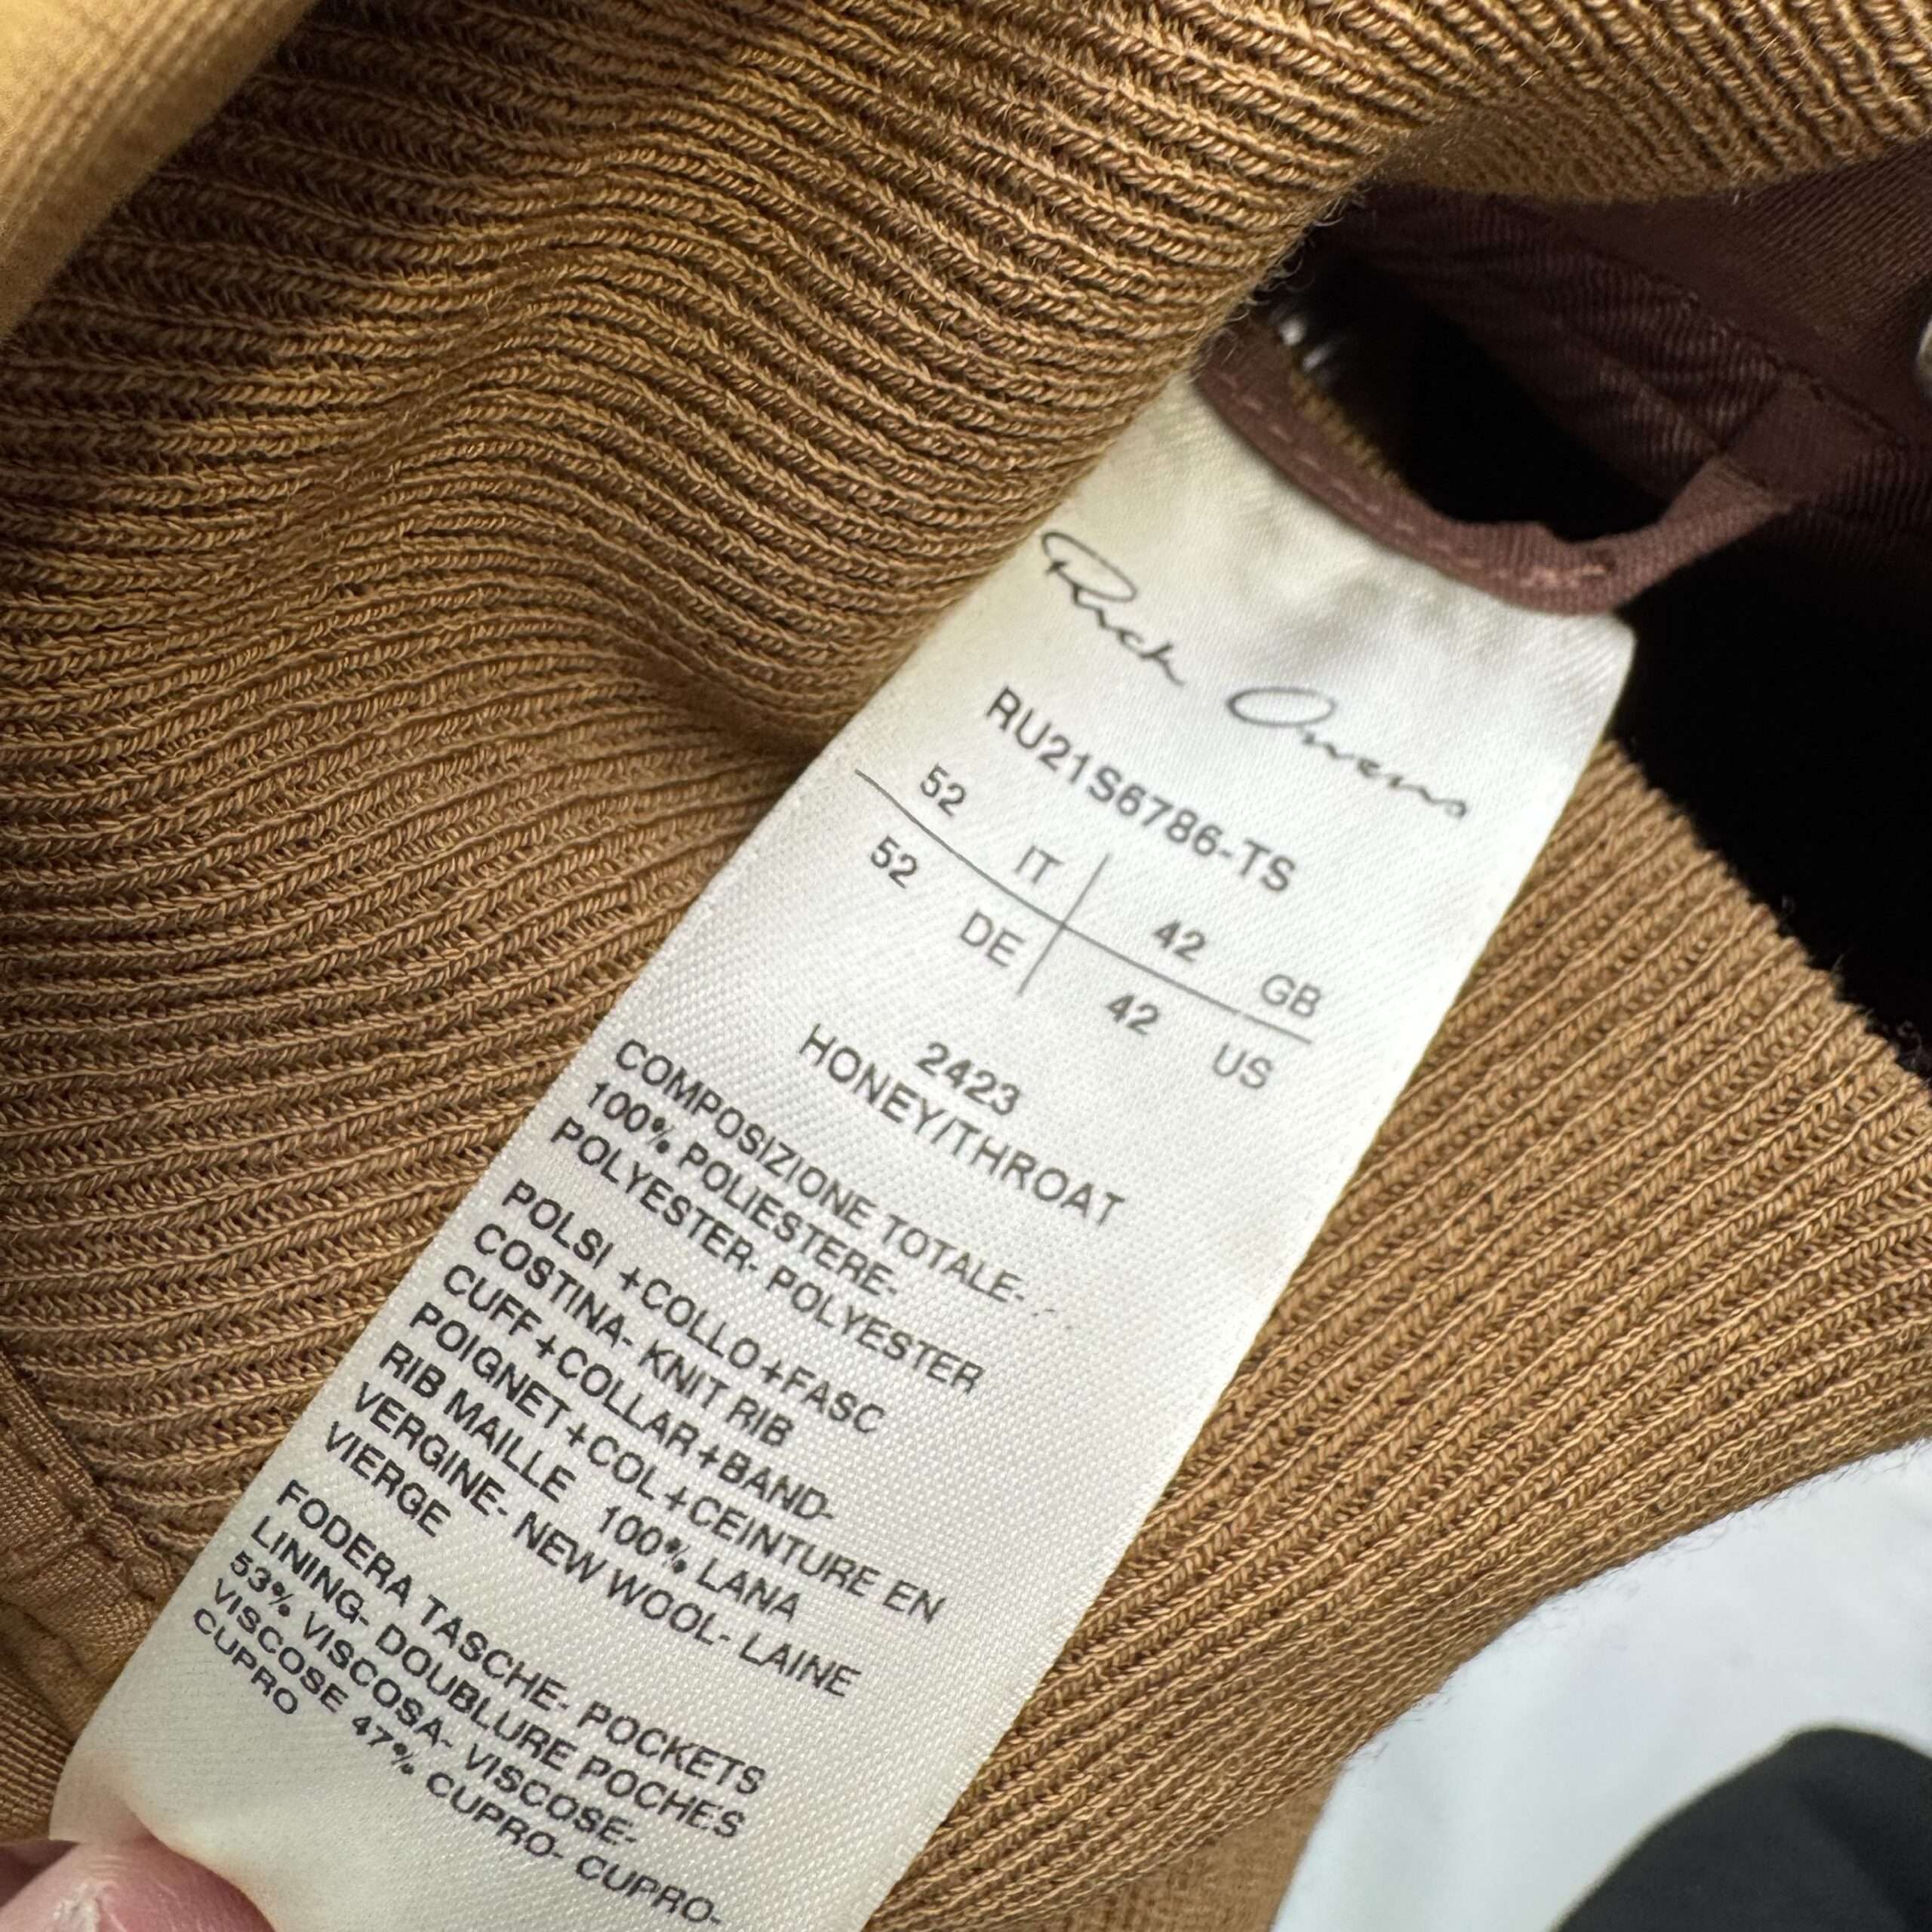 Rick Owens
RU21S6786-TS
52 IT 42 GB
52 DE 42 US
2423
HONEY/THROAT
COMPOSIZIONE TOTALE-
100% POLIESTERE-
POLYESTER- POLYESTER
POLSI +COLLO+FASC
COSTINA- KNIT RIB
CUFF+COLLAR+BAND-
POIGNET+COL+CEINTURE EN
RIB MAILLE 100% LANA
VERGINE- NEW WOOL- LAINE
VIERGE
FODERA TASCHE- POCKETS
LINING- DOUBLURE POCHES
53% VISCOSA- VISCOSE-
VISCOSE 47% CUPRO- CUPRO-
CUPRO